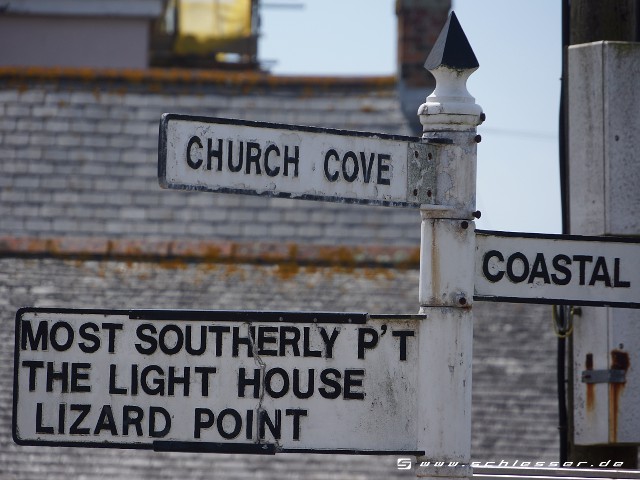 CHURCH COVE
COASTAL
MOST SOUTHERLY P'T
THE LIGHT HOUSE
LIZARD POINT
www.schlesser.de